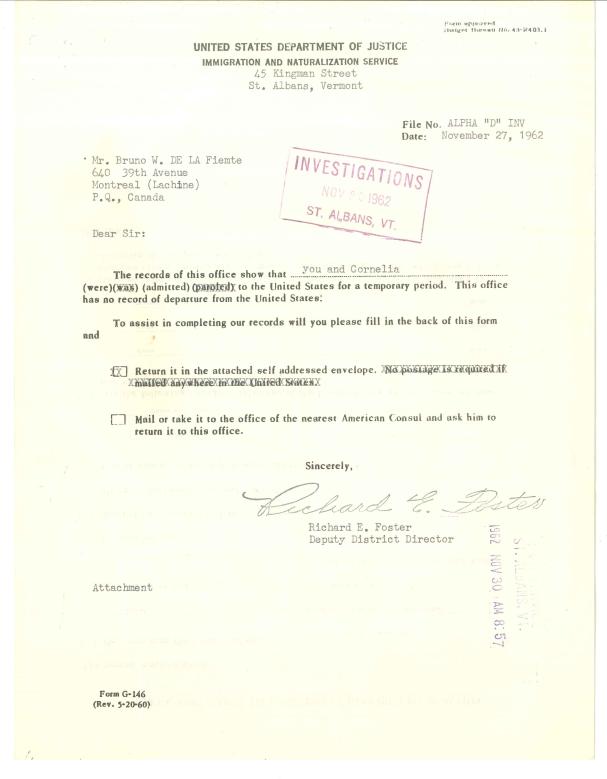 Form approved
Budget Bureau No. 43-R403.1
UNITED STATES DEPARTMENT OF JUSTICE
IMMIGRATION AND NATURALIZATION SERVICE
45 Kingman Street
St. Albans, Vermont
File No. ALPHA "D" INV
Date: November 27, 1962
Mr. Bruno W. DE LA Fiemte
640 39th Avenue
Montreal (Lachine)
P.Q., Canada
INVESTIGATIONS
NOV 1962
ST. ALBANS, VT.
Dear Sir:
The records of this office show that you and Cornelia
(were)(was) (admitted) (paroled) to the United States for a temporary period. This office
has no record of departure from the United States:
To assist in completing our records will you please fill in the back of this form
and
XX Return it in the attached self addressed envelope. No postage is required if
mailed anywhere in the United States.
Mail or take it to the office of the nearest American Consul and ask him to
return it to this office.
Sincerely,
Richard E. Foster
Richard E. Foster
Deputy District Director
ST. ALBANS, VT.
1962 NOV 30 AM 8:57
Attachment
Form G-146
(Rev. 5-20-60)